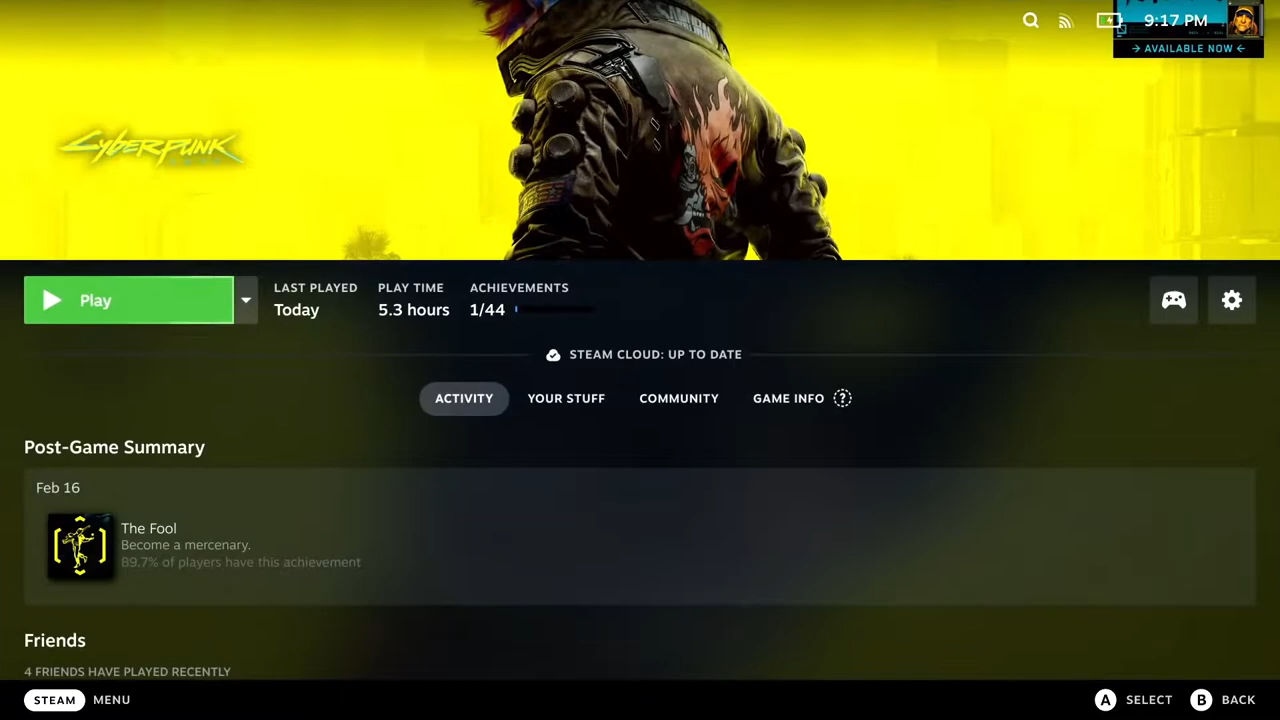 9:17 PM
→ AVAILABLE NOW ←
SAMURAI
CYBERPUNK
Play
LAST PLAYED
Today
PLAY TIME
5.3 hours
ACHIEVEMENTS
1/44
STEAM CLOUD: UP TO DATE
ACTIVITY YOUR STUFF COMMUNITY GAME INFO ?
Post-Game Summary
Feb 16
The Fool
Become a mercenary.
89.7% of players have this achievement
Friends
4 FRIENDS HAVE PLAYED RECENTLY
STEAM MENU
A SELECT B BACK